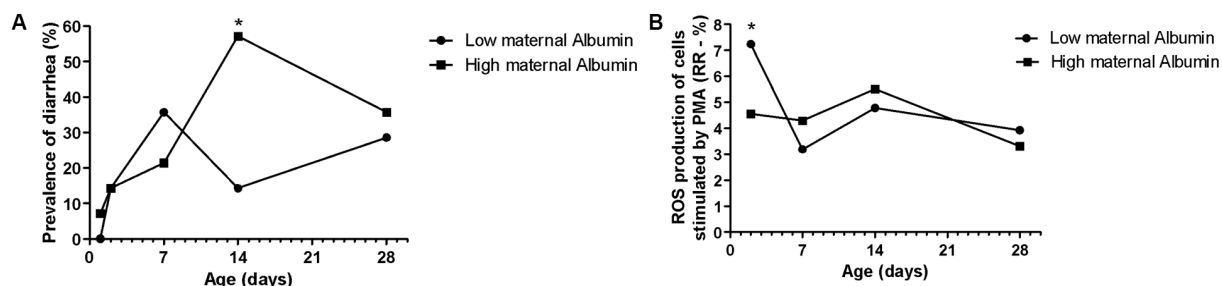 A
Prevalence of diarrhea (%)
60
50
40
30
20
10
0
*
0 7 14 21 28
Age (days)
Low maternal Albumin
High maternal Albumin
B
ROS production of cells
stimulated by PMA (RR - %)
8
7
6
5
4
3
2
1
0
*
0 7 14 21 28
Age (days)
Low maternal Albumin
High maternal Albumin